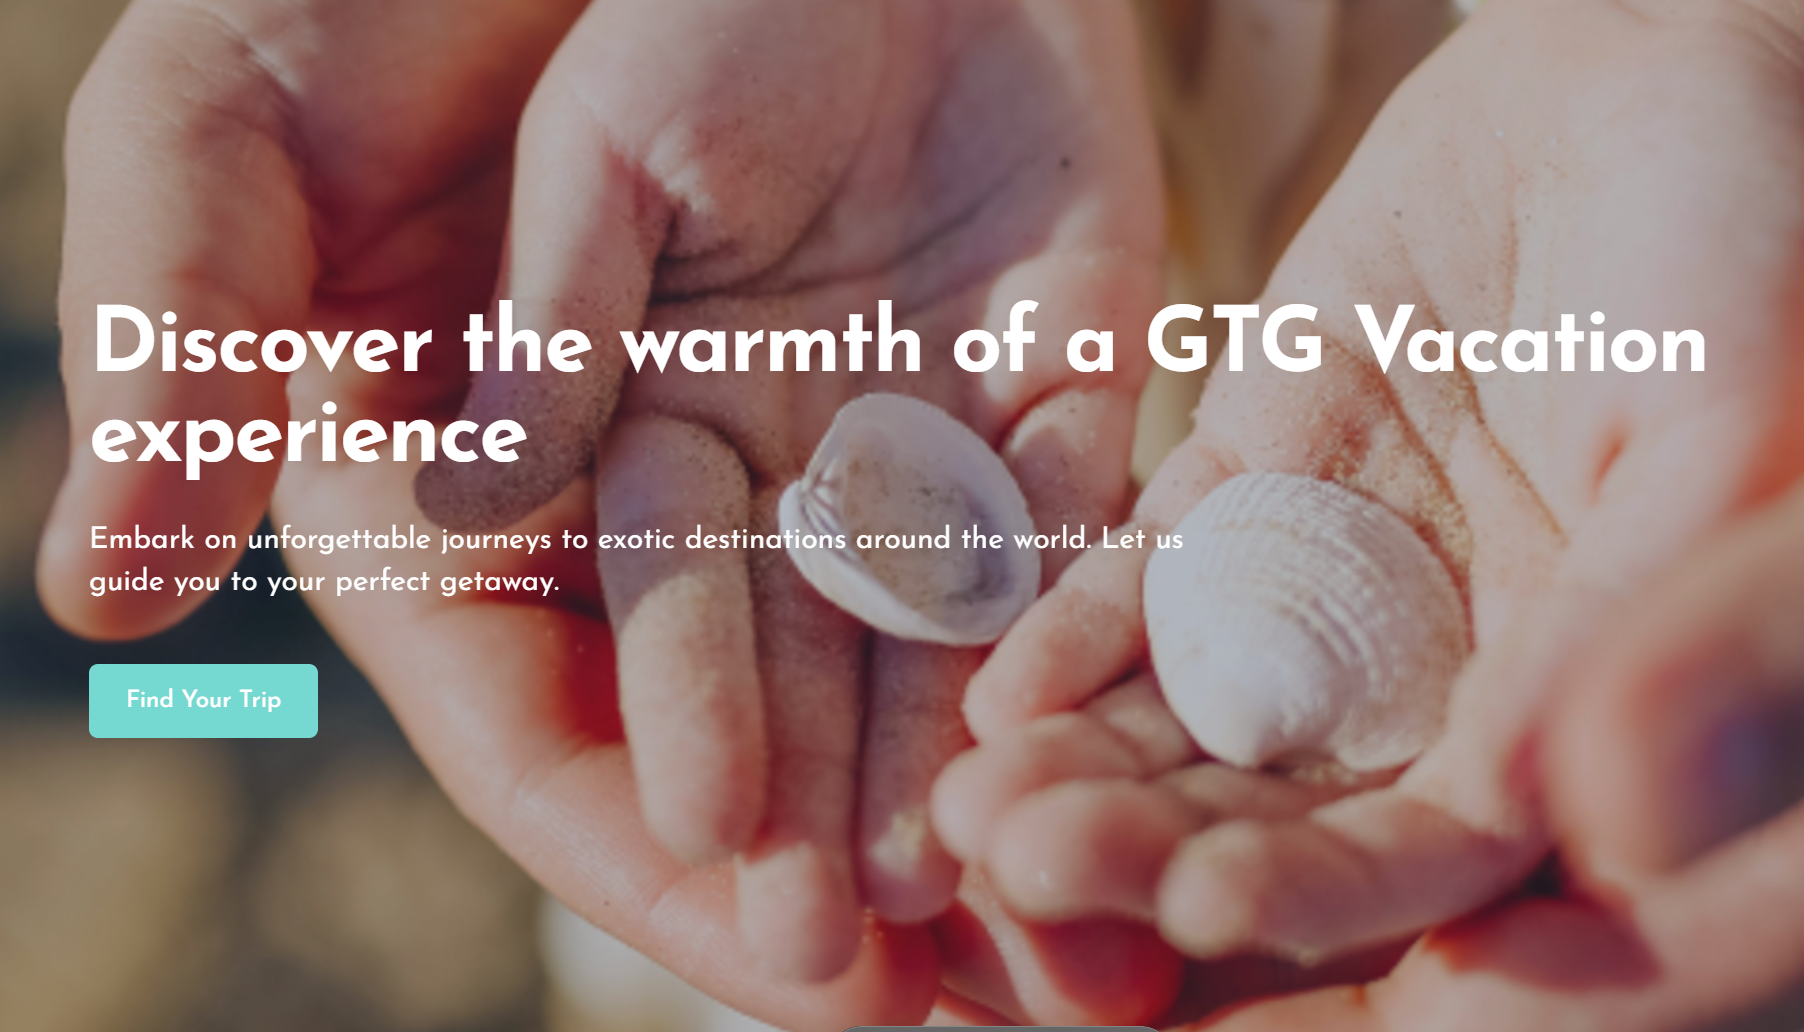 Discover the warmth of a GTG Vacation
experience
Embark on unforgettable journeys to exotic destinations around the world. Let us
guide you to your perfect getaway.
Find Your Trip